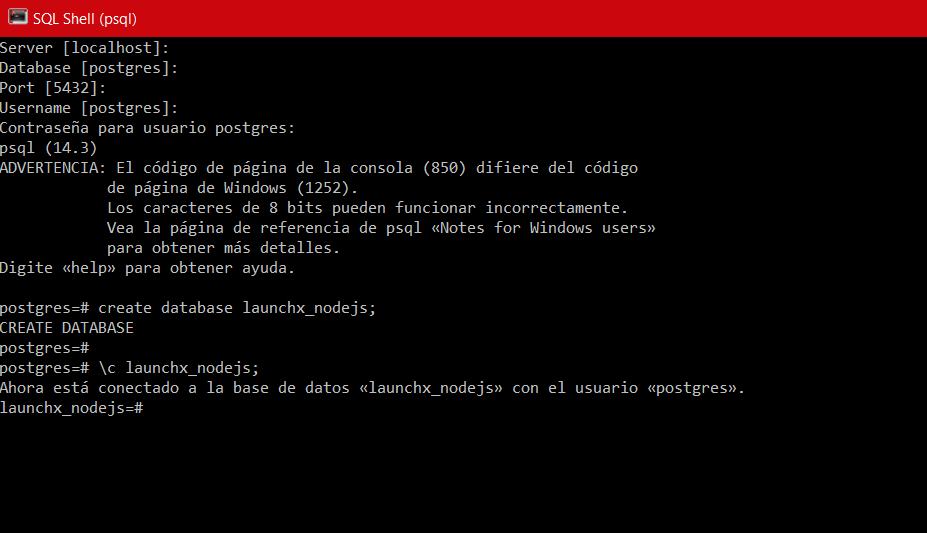 SQL Shell (psql)
Server [localhost]:
Database [postgres]:
Port [5432]:
Username [postgres]:
Contraseña para usuario postgres:
psql (14.3)
ADVERTENCIA: El código de página de la consola (850) difiere del código
            de página de Windows (1252).
            Los caracteres de 8 bits pueden funcionar incorrectamente.
            Vea la página de referencia de psql «Notes for Windows users»
            para obtener más detalles.
Digite «help» para obtener ayuda.

postgres=# create database launchx_nodejs;
CREATE DATABASE
postgres=#
postgres=# \c launchx_nodejs;
Ahora está conectado a la base de datos «launchx_nodejs» con el usuario «postgres».
launchx_nodejs=#